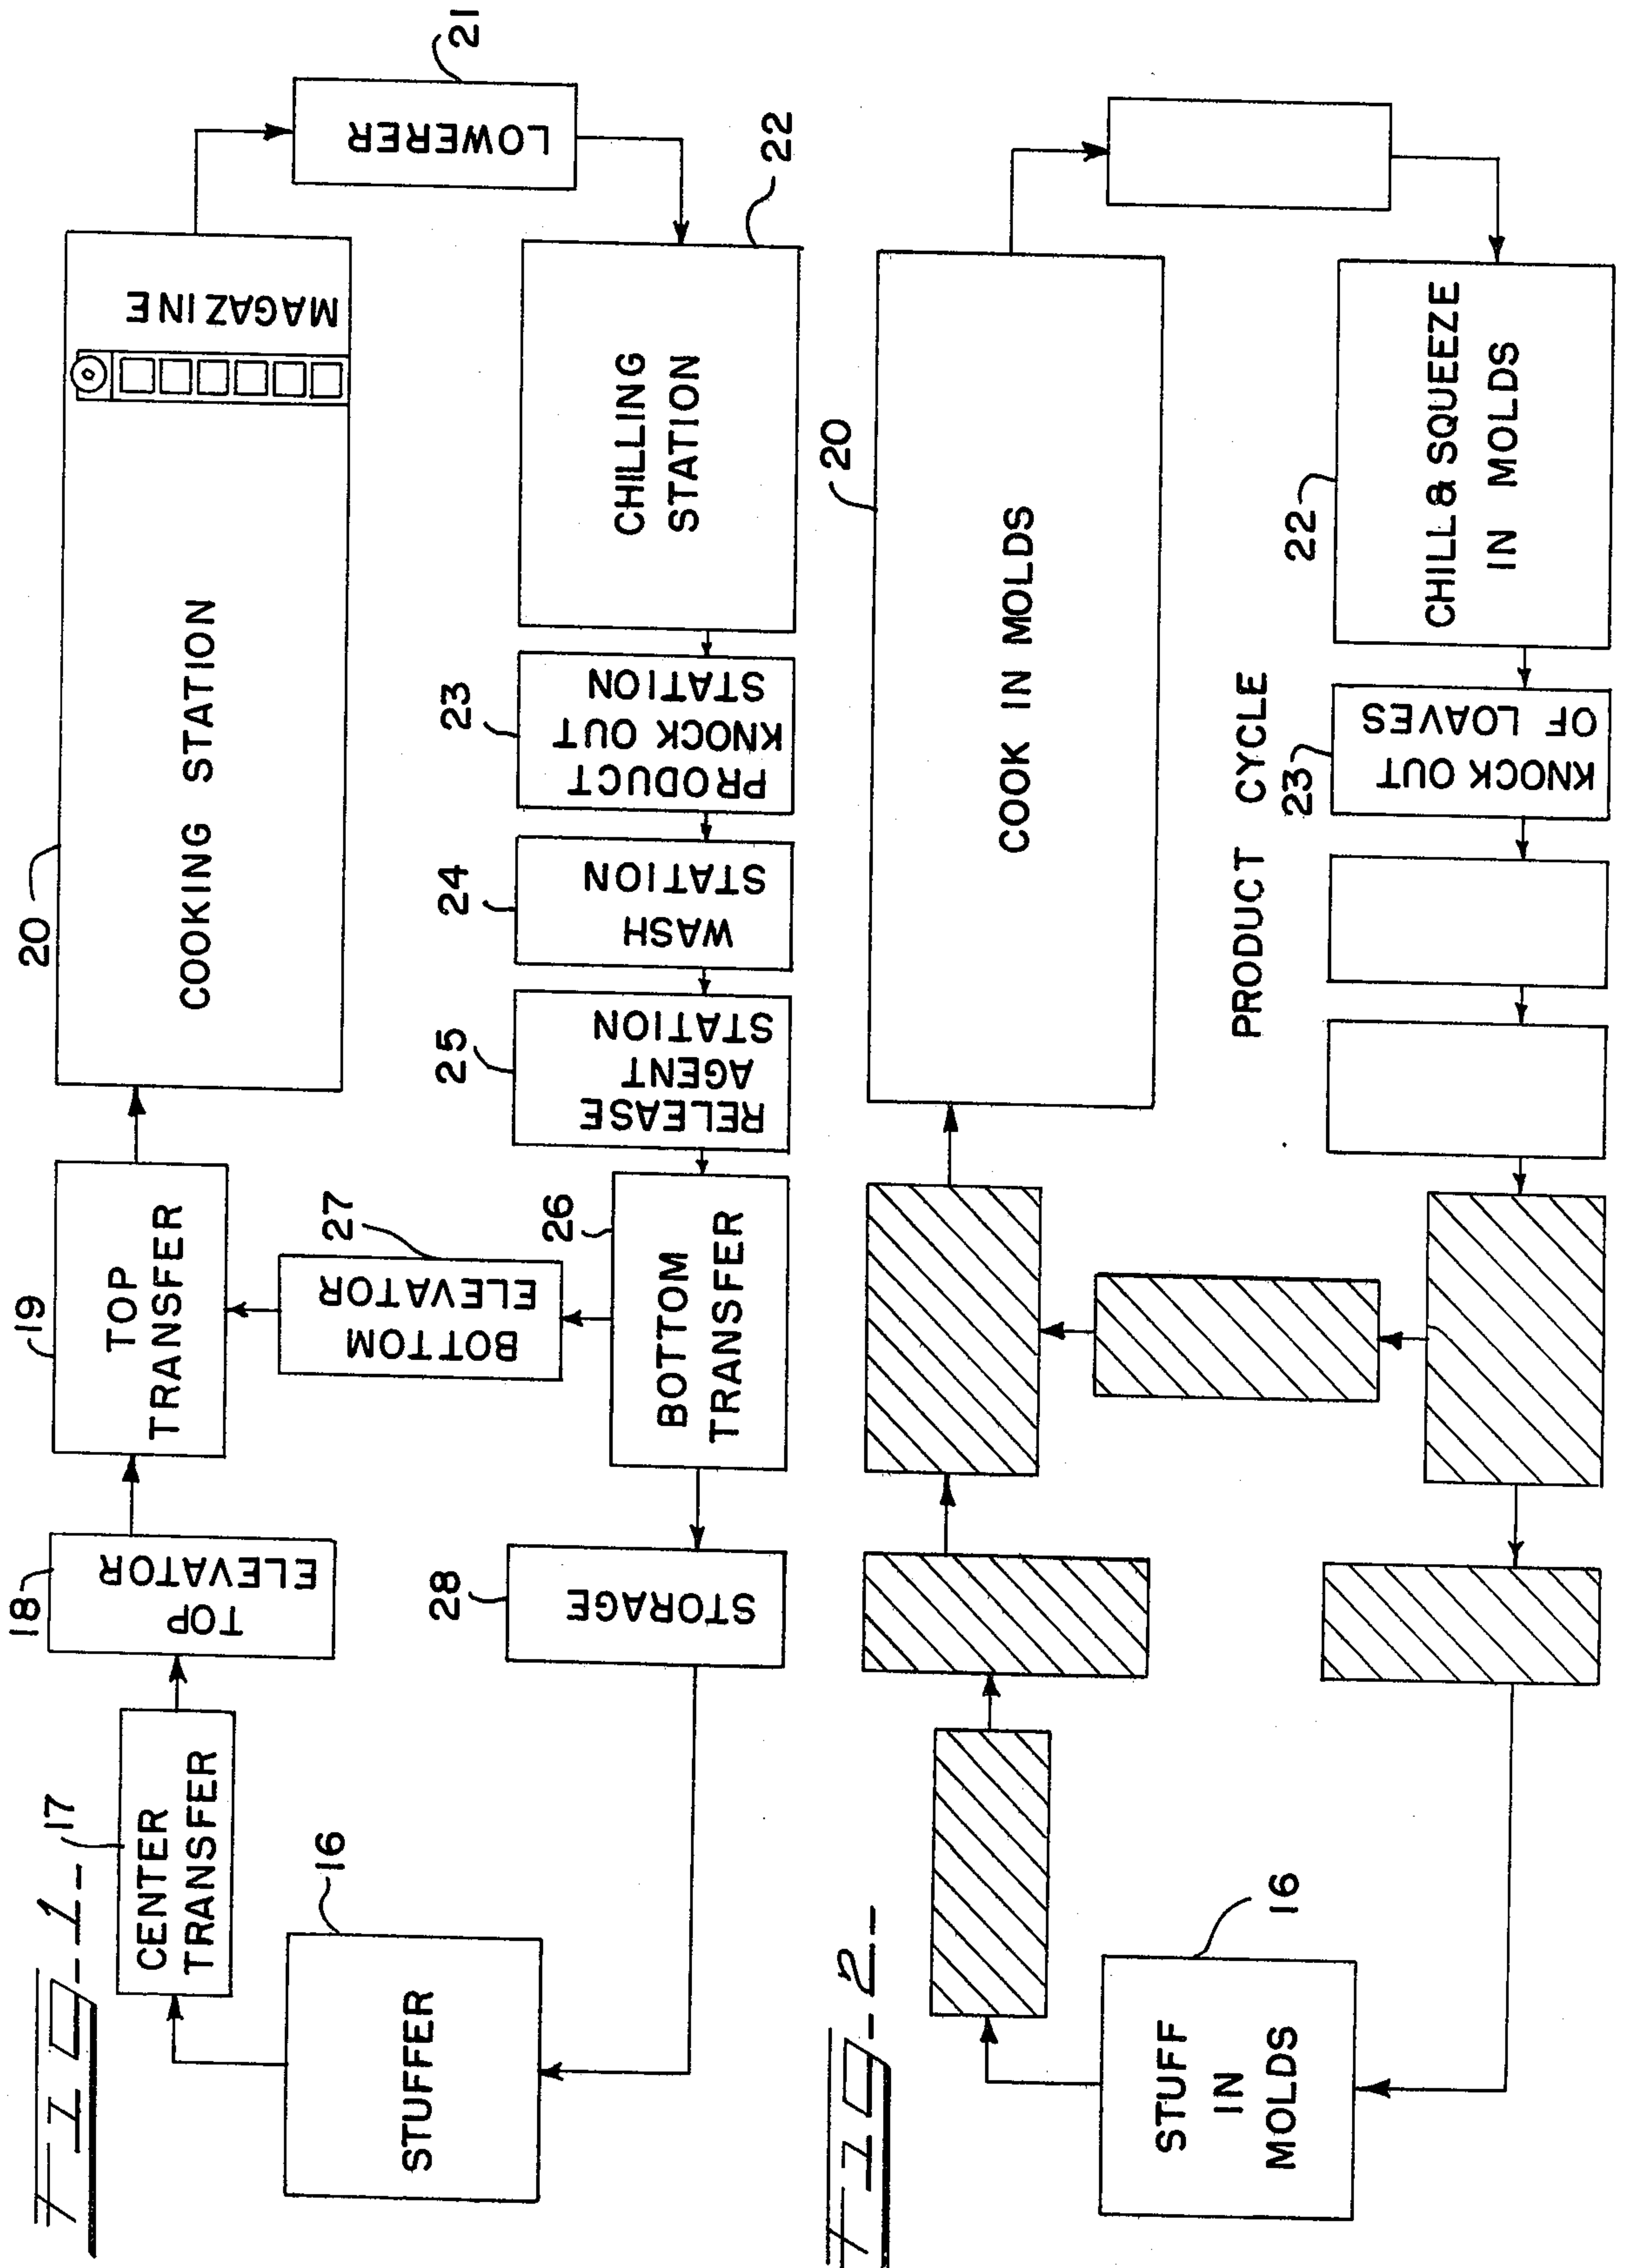 FIG-1-
STUFFER
16
CENTER
TRANSFER
17
TOP
ELEVATOR
18
TOP
TRANSFER
19
COOKING STATION
20
MAGAZINE
LOWERER
21
CHILLING
STATION
22
PRODUCT
KNOCK OUT
STATION
23
WASH
STATION
24
RELEASE
AGENT
STATION
25
BOTTOM
TRANSFER
26
BOTTOM
ELEVATOR
27
STORAGE
28
FIG-2-
STUFF
IN
MOLDS
16
COOK IN MOLDS
20
PRODUCT CYCLE
CHILL & SQUEEZE
IN MOLDS
22
KNOCK OUT
OF LOAVES
23